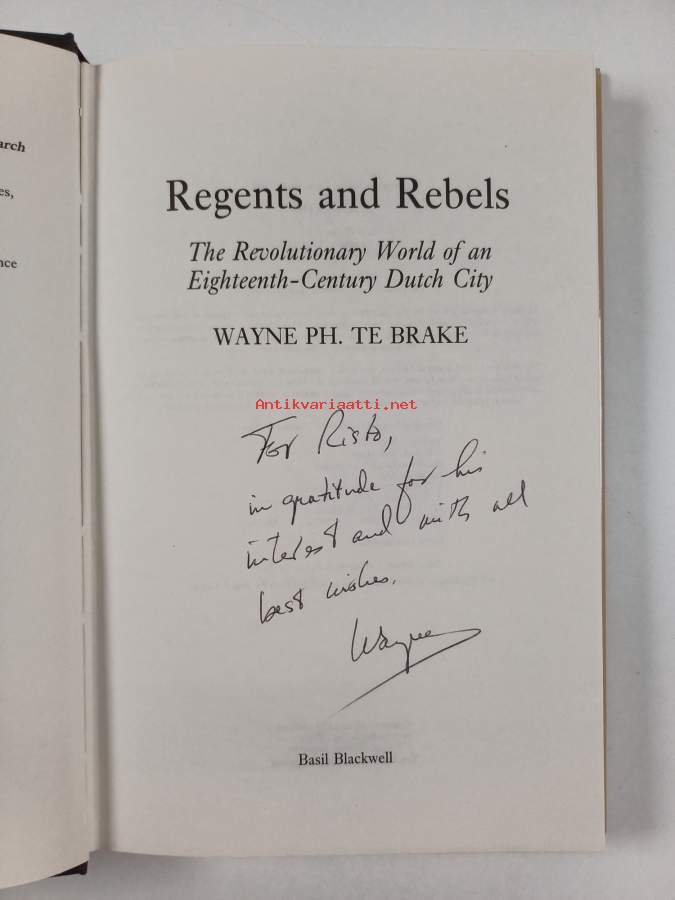 arch
es,
nce
Regents and Rebels
The Revolutionary World of an
Eighteenth-Century Dutch City
WAYNE PH. TE BRAKE
Antikvariaatti.net
For Risto,
in gratitude for his
interest and with all
best wishes.
Wayne
Basil Blackwell